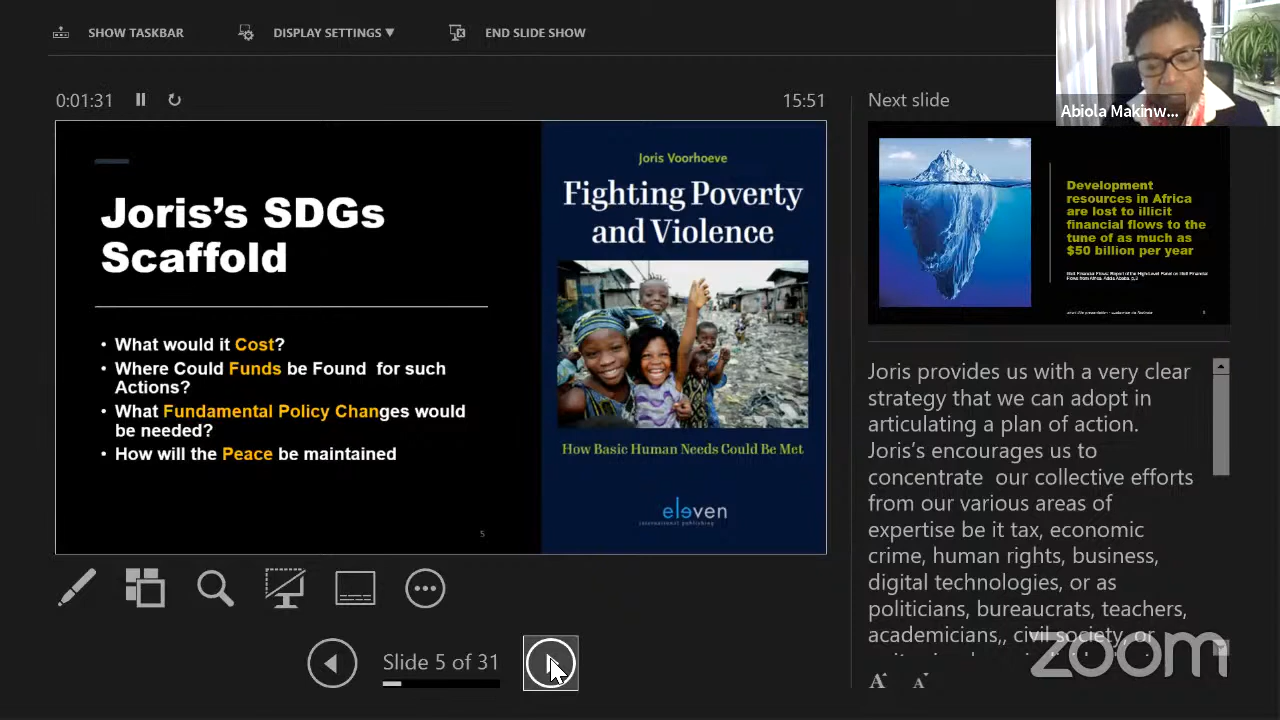 SHOW TASKBAR
DISPLAY SETTINGS ▼
END SLIDE SHOW
0:01:31
15:51
Next slide
Abiola Makinw...
Joris's SDGs
Scaffold
• What would it Cost?
• Where Could Funds be Found for such
Actions?
• What Fundamental Policy Changes would
be needed?
• How will the Peace be maintained
5
Joris Voorhoeve
Fighting Poverty
and Violence
How Basic Human Needs Could Be Met
eleven
international publishing
Development
resources in Africa
are lost to illicit
financial flows to the
tune of as much as
$50 billion per year
Joris provides us with a very clear
strategy that we can adopt in
articulating a plan of action.
Joris's encourages us to
concentrate our collective efforts
from our various areas of
expertise be it tax, economic
crime, human rights, business,
digital technologies, or as
politicians, bureaucrats, teachers,
academicians,, civil society, or
Slide 5 of 31
A A
zoom